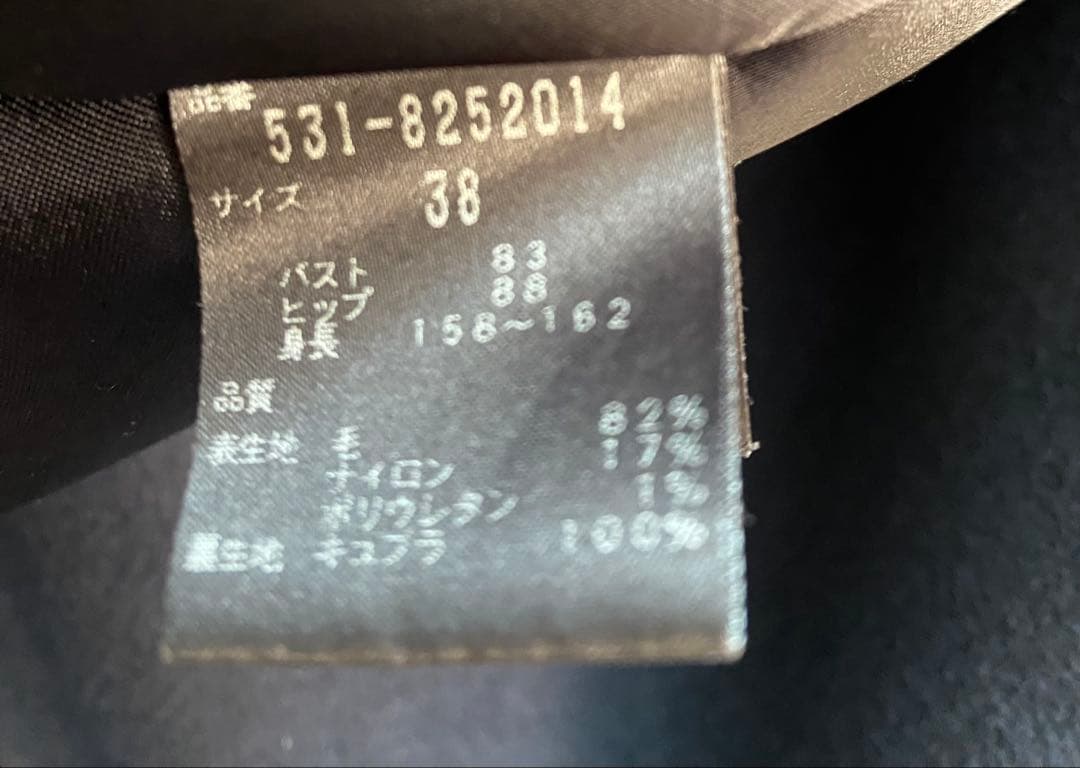 品番
531-8252014
サイズ 38
バスト 83
ヒップ 88
身長 158～162
品質
表生地 毛 82%
ナイロン 17%
ポリウレタン 1%
裏生地 キュプラ 100%